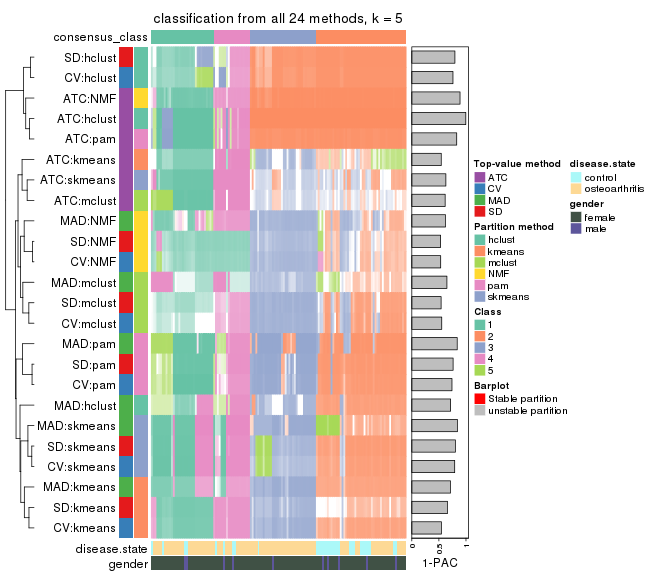 classification from all 24 methods, k = 5
consensus_class
SD:hclust
CV:hclust
ATC:NMF
ATC:hclust
ATC:pam
ATC:kmeans
ATC:skmeans
ATC:mclust
MAD:NMF
SD:NMF
CV:NMF
MAD:mclust
SD:mclust
CV:mclust
MAD:pam
SD:pam
CV:pam
MAD:hclust
MAD:skmeans
SD:skmeans
CV:skmeans
MAD:kmeans
SD:kmeans
CV:kmeans
disease.state
gender
0 0.5 1
1-PAC
Top-value method
ATC
CV
MAD
SD
Partition method
hclust
kmeans
mclust
NMF
pam
skmeans
Class
1
2
3
4
5
Barplot
Stable partition
unstable partition
disease.state
control
osteoarthritis
gender
female
male